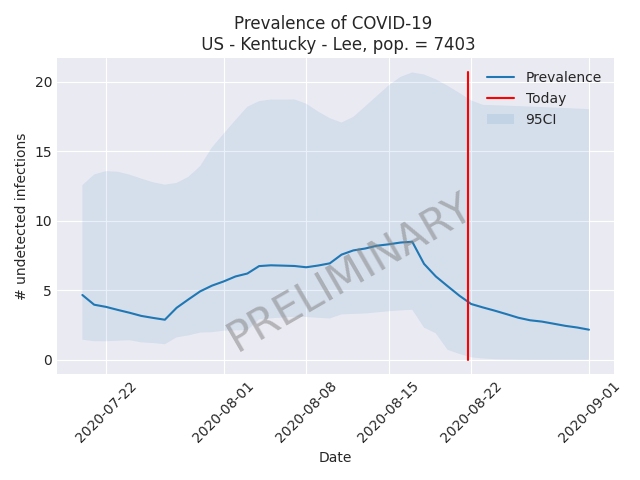 Prevalence of COVID-19
US - Kentucky - Lee, pop. = 7403
# undetected infections
20
15
10
5
0
Prevalence
Today
95CI
PRELIMINARY
2020-07-22
2020-08-01
2020-08-08
2020-08-15
2020-08-22
2020-09-01
Date